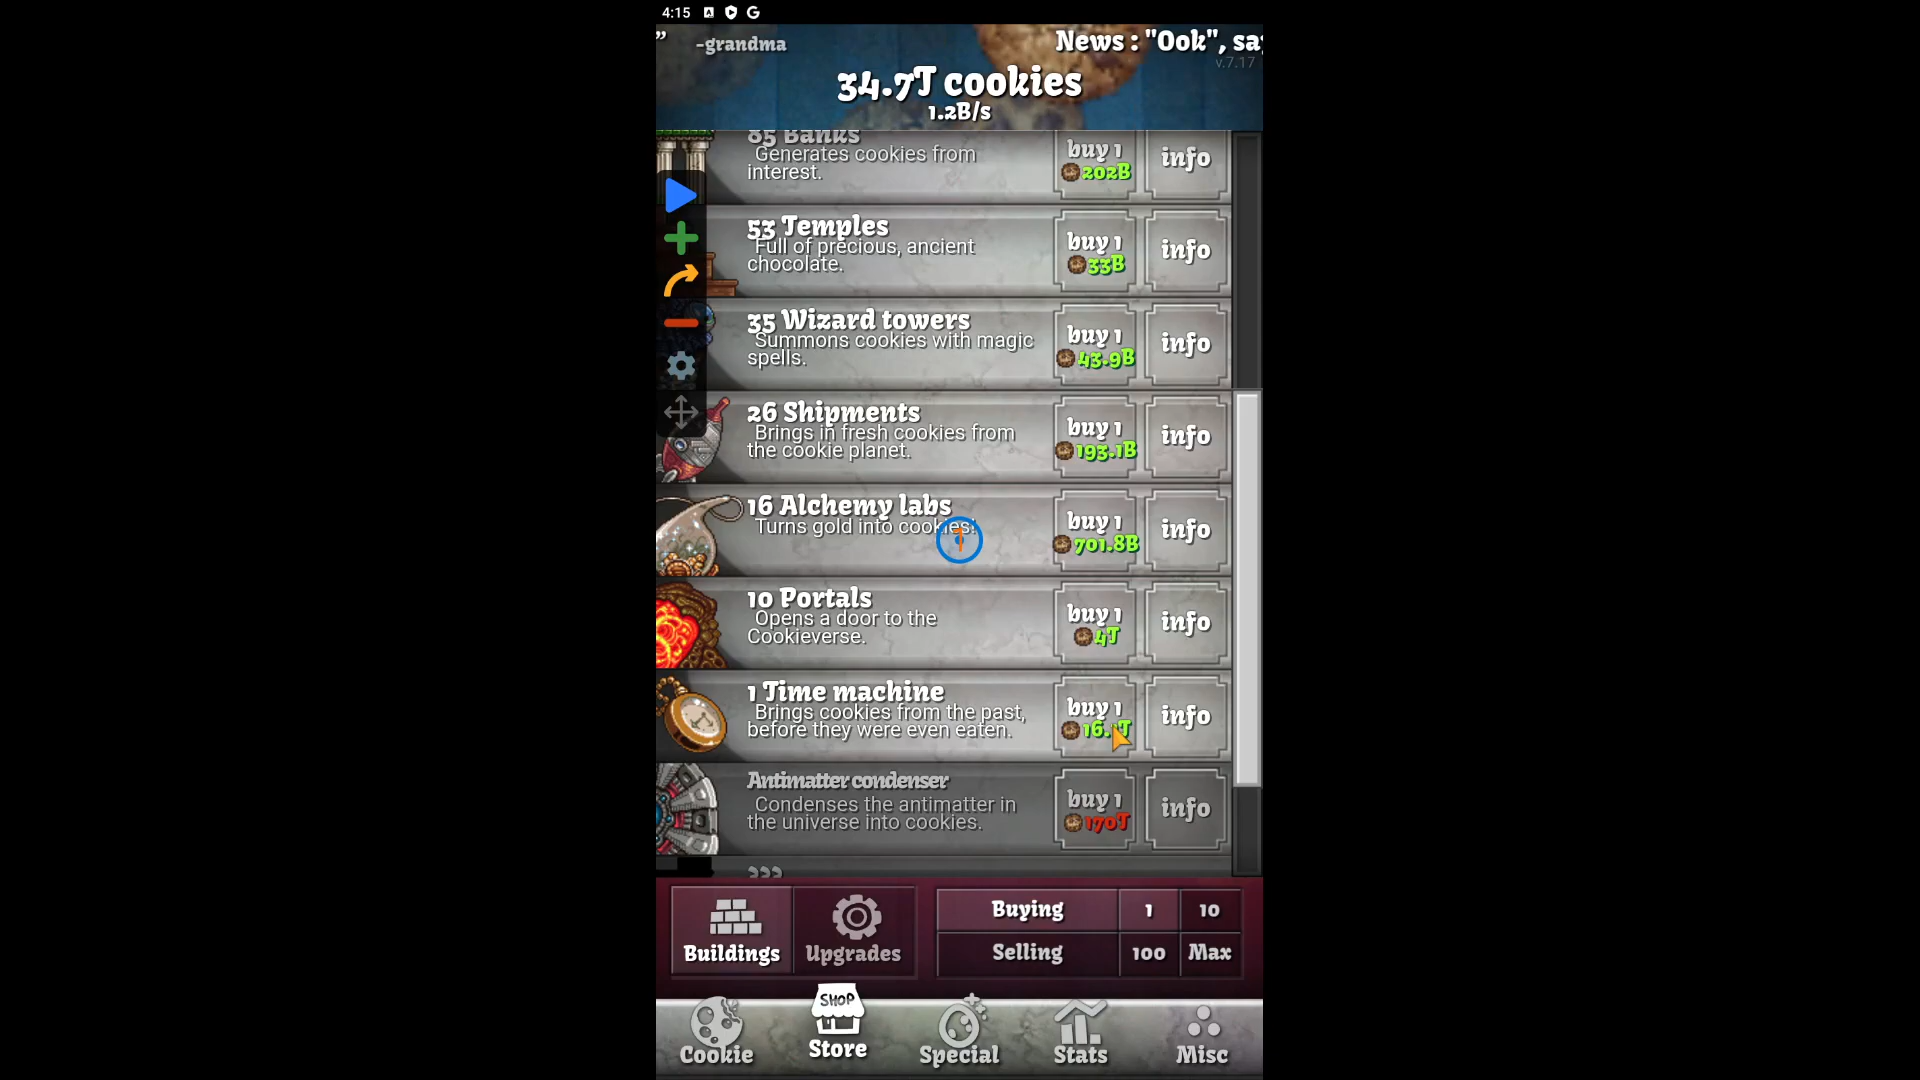 4:15
” -grandma
News : "Ook", sa
v.7.17
34.7T cookies
1.2B/s
85 Banks
Generates cookies from
interest.
buy 1
202B
info
53 Temples
Full of precious, ancient
chocolate.
buy 1
33B
info
35 Wizard towers
Summons cookies with magic
spells.
buy 1
43.9B
info
26 Shipments
Brings in fresh cookies from
the cookie planet.
buy 1
193.1B
info
16 Alchemy labs
Turns gold into cookies!
1
buy 1
701.8B
info
10 Portals
Opens a door to the
Cookieverse.
buy 1
4T
info
1 Time machine
Brings cookies from the past,
before they were even eaten.
buy 1
info
Antimatter condenser
Condenses the antimatter in
the universe into cookies.
buy 1
170T
info
???
Buildings
Upgrades
Buying 1 10
Selling 100 Max
Cookie
SHOP
Store
Special
Stats
Misc